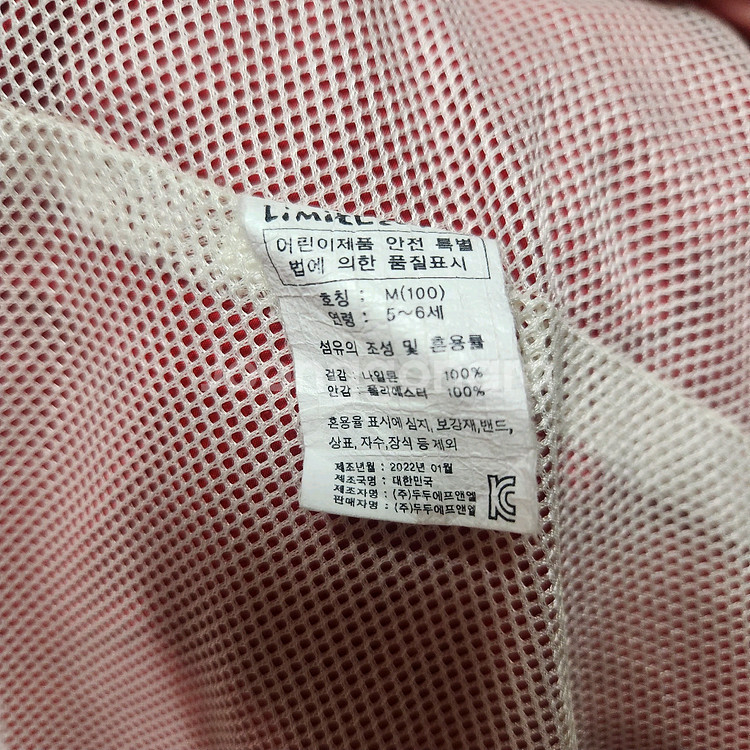 어린이제품 안전 특별
법에 의한 품질표시
호칭 : M(100)
연령 : 5~6세
섬유의 조성 및 혼용률
겉감 : 나일론 100%
안감 : 폴리에스터 100%
혼용율 표시에 심지, 보강재,밴드,
상표, 자수,장식 등 제외
제조년월 : 2022년 01월
제조국명 : 대한민국
제조자명 : (주)두두에프앤엘
판매자명 : (주)두두에프앤엘
KC